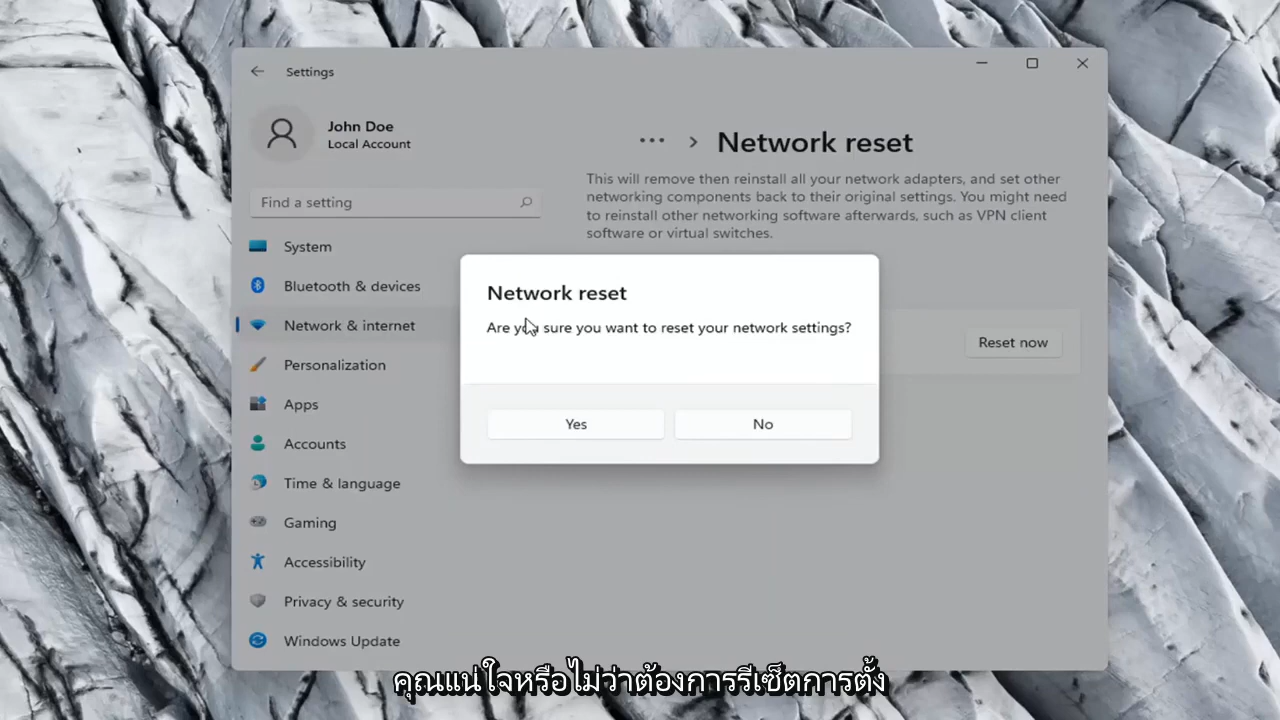 Settings
John Doe
Local Account
Find a setting
System
Bluetooth & devices
Network & internet
Personalization
Apps
Accounts
Time & language
Gaming
Accessibility
Privacy & security
Windows Update
... > Network reset
This will remove then reinstall all your network adapters, and set other
networking components back to their original settings. You might need
to reinstall other networking software afterwards, such as VPN client
software or virtual switches.
Reset now
Network reset
Are you sure you want to reset your network settings?
Yes
No
คุณแน่ใจหรือไม่ว่าต้องการรีเซ็ตการตั้ง